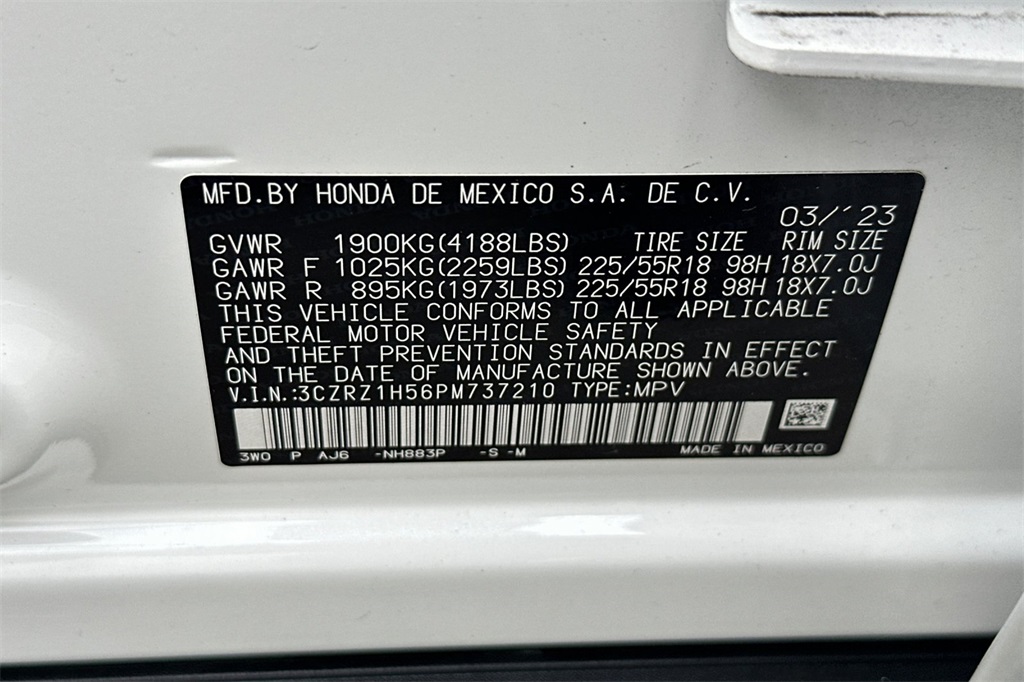 MFD.BY HONDA DE MEXICO S.A. DE C.V.
03/´23
GVWR 1900KG(4188LBS) TIRE SIZE RIM SIZE
GAWR F 1025KG(2259LBS) 225/55R18 98H 18X7.0J
GAWR R 895KG(1973LBS) 225/55R18 98H 18X7.0J
THIS VEHICLE CONFORMS TO ALL APPLICABLE
FEDERAL MOTOR VEHICLE SAFETY
AND THEFT PREVENTION STANDARDS IN EFFECT
ON THE DATE OF MANUFACTURE SHOWN ABOVE.
V.I.N.:3CZRZ1H56PM737210 TYPE:MPV
3W0 P AJ6 -NH883P -S -M MADE IN MEXICO